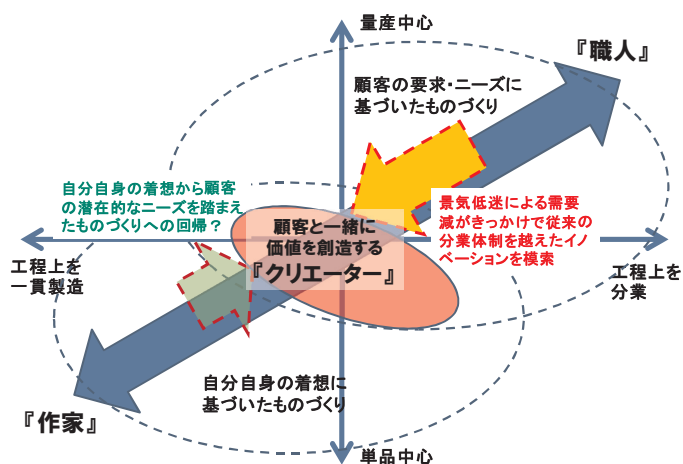 量産中心
『職人』
顧客の要求・ニーズに
基づいたものづくり
自分自身の着想から顧客
の潜在的なニーズを踏まえ
たものづくりへの回帰？
景気低迷による需要
減がきっかけで従来の
分業体制を越えたイノ
ベーションを模索
顧客と一緒に
価値を創造する
『クリエーター』
工程上を
一貫製造
工程上を
分業
自分自身の着想に
基づいたものづくり
『作家』
単品中心